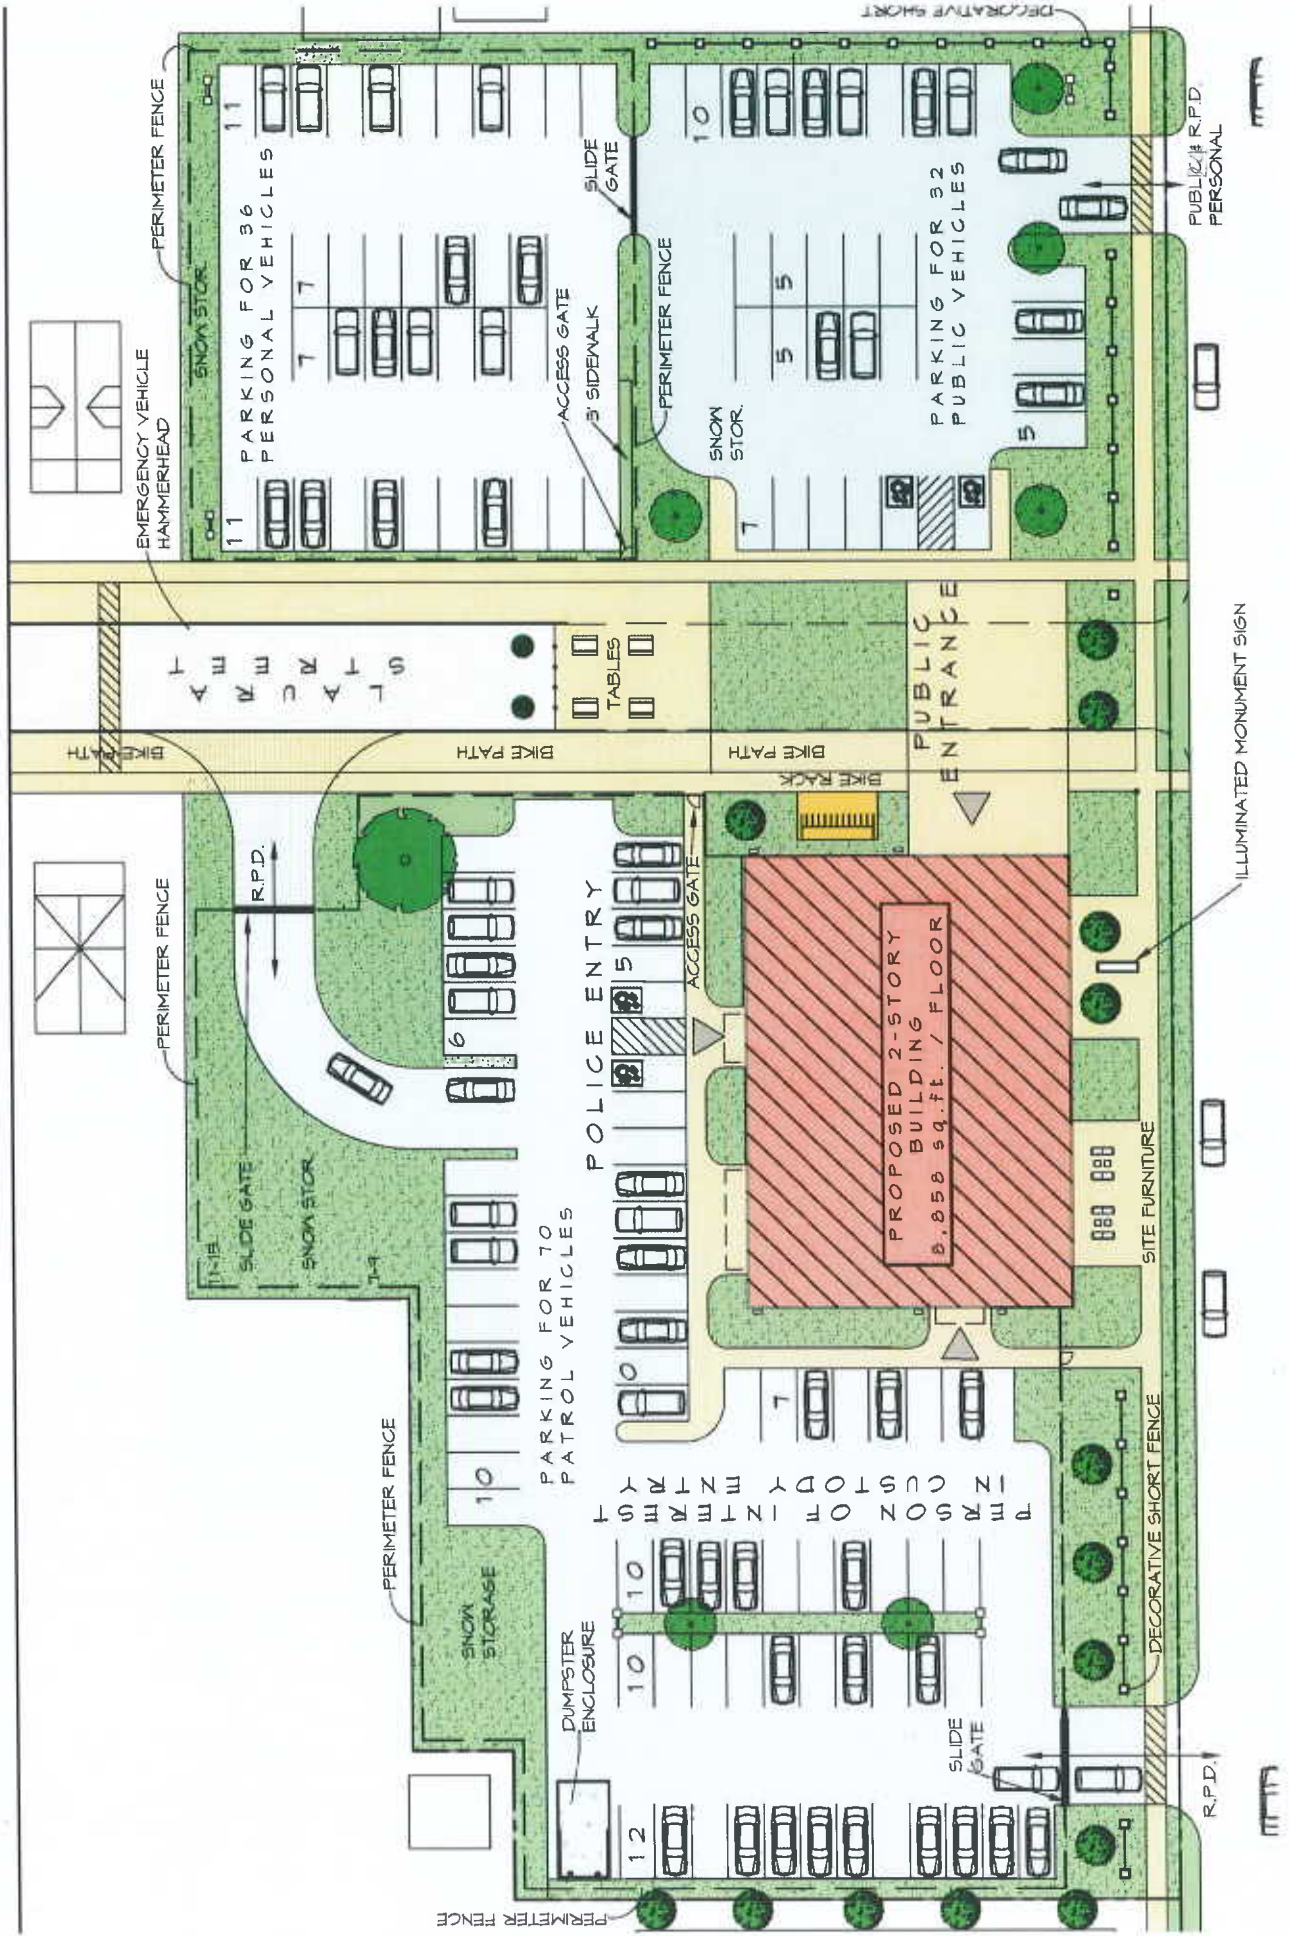 DECORATIVE SHORT
PERIMETER FENCE
PERIMETER FENCE
SNOW STOR.
11
PARKING FOR 36
PERSONAL VEHICLES
11
7
7
SLIDE
GATE
ACCESS GATE
5' SIDEWALK
PERIMETER FENCE
10
SNOW
STOR.
5
5
PARKING FOR 32
PUBLIC VEHICLES
7
5
R.P.D.
PERSONAL
EMERGENCY VEHICLE
HAMMERHEAD
LAUREL
STREET
TABLES
BIKE PATH
BIKE PATH
BIKE PATH
BIKE RACK
PUBLIC
ENTRANCE
ILLUMINATED MONUMENT SIGN
PERIMETER FENCE
R.P.D.
SLIDE GATE
SNOW STOR.
6
POLICE ENTRY
5
ACCESS GATE
PROPOSED 2-STORY
BUILDING
8,858 sq.ft. / FLOOR
SITE FURNITURE
PARKING FOR 70
PATROL VEHICLES
10
PERIMETER FENCE
7
PERSON OF INTEREST
IN CUSTODY ENTRY
SNOW
STORAGE
10
10
DUMPSTER
ENCLOSURE
12
SLIDE
GATE
DECORATIVE SHORT FENCE
R.P.D.
PERIMETER FENCE